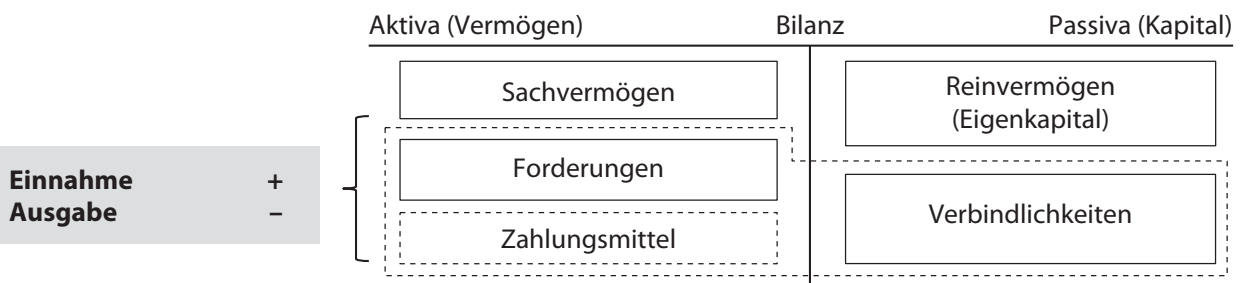 Aktiva (Vermögen) Bilanz Passiva (Kapital)
Sachvermögen
Reinvermögen
(Eigenkapital)
Einnahme +
Ausgabe –
Forderungen
Zahlungsmittel
Verbindlichkeiten